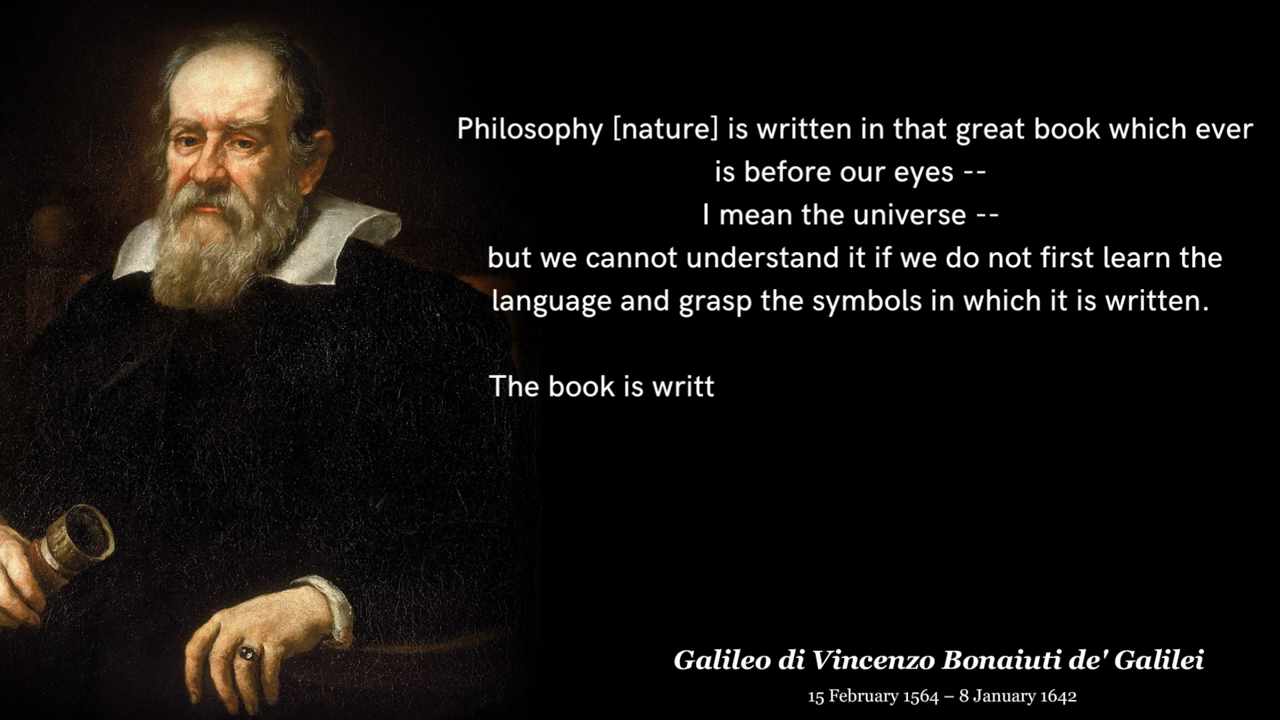 Philosophy [nature] is written in that great book which ever
is before our eyes --
I mean the universe --
but we cannot understand it if we do not first learn the
language and grasp the symbols in which it is written.
The book is writt
Galileo di Vincenzo Bonaiuti de' Galilei
15 February 1564 – 8 January 1642